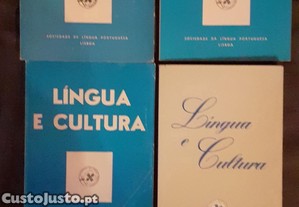 SOCIEDADE DA LÍNGUA PORTUGUESA
LISBOA
SOCIEDADE DA LÍNGUA PORTUGUESA
LISBOA
LÍNGUA
E CULTURA
Língua
e
Cultura
CustoJusto.pt